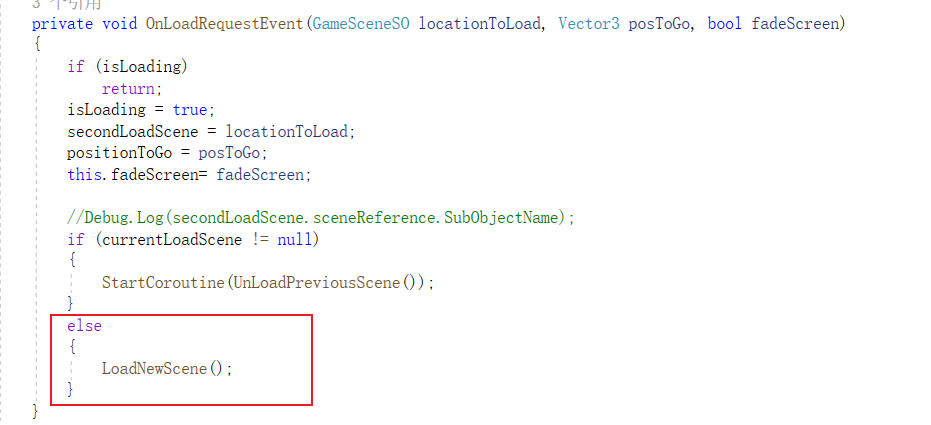 3 个引用
private void OnLoadRequestEvent(GameSceneSO locationToLoad, Vector3 posToGo, bool fadeScreen)
{
if (isLoading)
return;
isLoading = true;
secondLoadScene = locationToLoad;
positionToGo = posToGo;
this.fadeScreen= fadeScreen;
//Debug.Log(secondLoadScene.sceneReference.SubObjectName);
if (currentLoadScene != null)
{
StartCoroutine(UnLoadPreviousScene());
}
else
{
LoadNewScene();
}
}